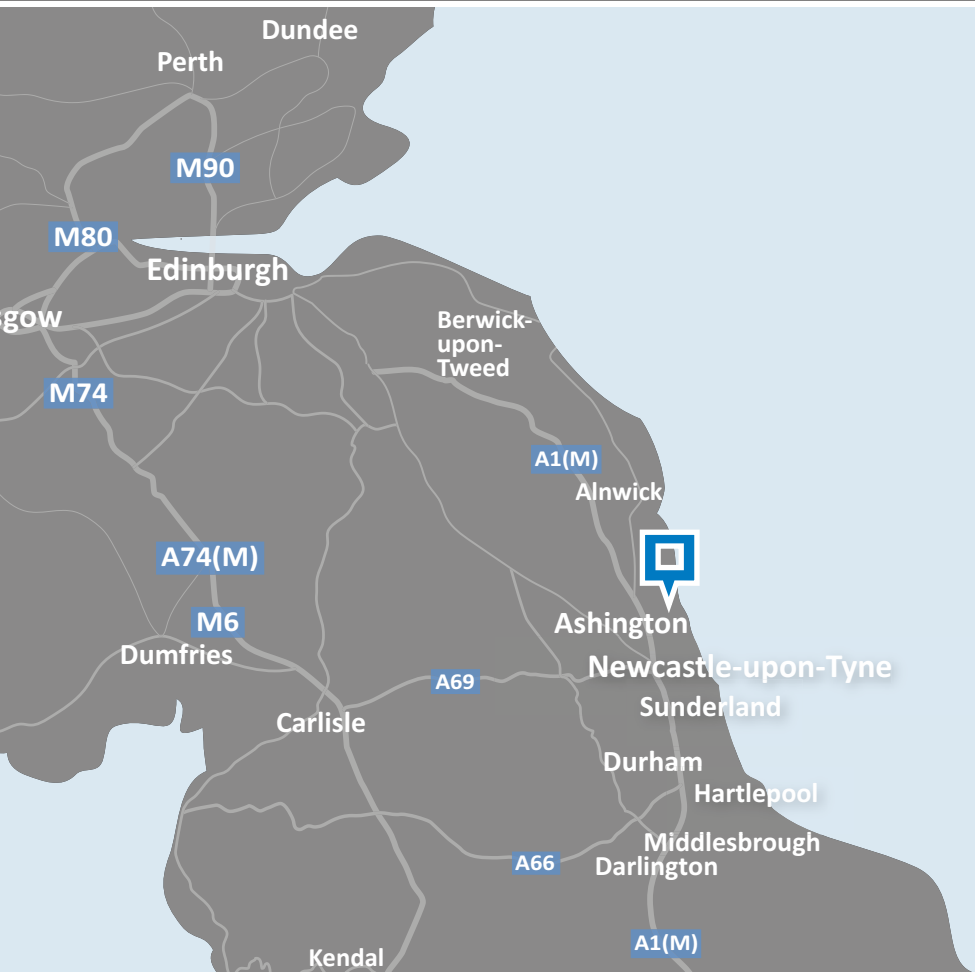 Dundee
Perth
M90
M80
Edinburgh
sgow
Berwick-
upon-
Tweed
M74
A1(M)
Alnwick
A74(M)
M6
Ashington
Dumfries
Newcastle-upon-Tyne
A69
Sunderland
Carlisle
Durham
Hartlepool
Middlesbrough
A66
Darlington
A1(M)
Kendal